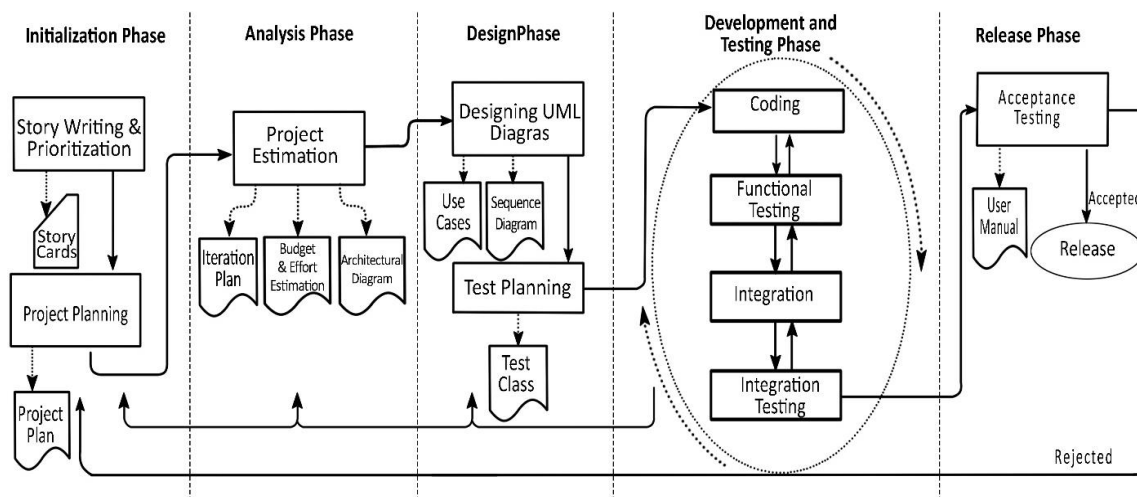 Initialization Phase
Analysis Phase
DesignPhase
Development and
Testing Phase
Release Phase
Story Writing &
Prioritization
Story
Cards
Project Planning
Project
Plan
Project
Estimation
Iteration
Plan
Budget
& Effort
Estimation
Architectural
Diagram
Designing UML
Diagras
Use
Cases
Sequence
Diagram
Test Planning
Test
Class
Coding
Functional
Testing
Integration
Integration
Testing
Acceptance
Testing
User
Manual
Accepted
Release
Rejected